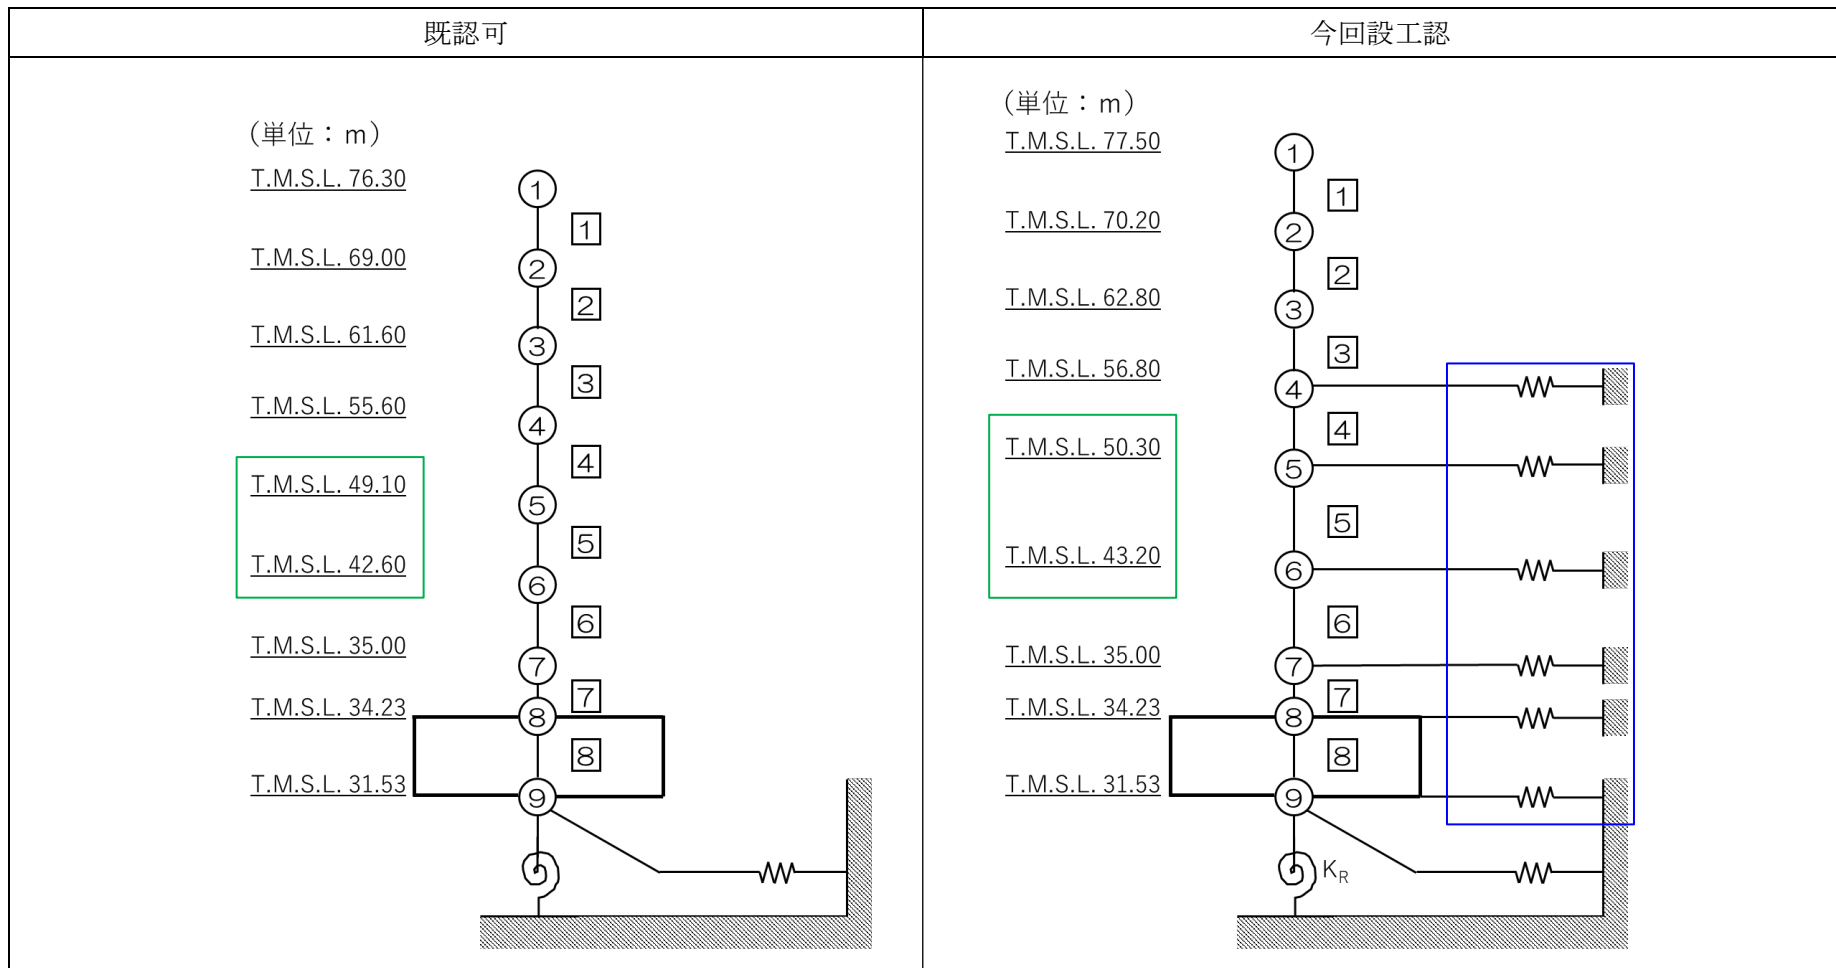 既認可
今回設工認
(単位：m)
T.M.S.L. 76.30
T.M.S.L. 69.00
T.M.S.L. 61.60
T.M.S.L. 55.60
T.M.S.L. 49.10
T.M.S.L. 42.60
T.M.S.L. 35.00
T.M.S.L. 34.23
T.M.S.L. 31.53
1
2
3
4
5
6
7
8
9
1
2
3
4
5
6
7
8
(単位：m)
T.M.S.L. 77.50
T.M.S.L. 70.20
T.M.S.L. 62.80
T.M.S.L. 56.80
T.M.S.L. 50.30
T.M.S.L. 43.20
T.M.S.L. 35.00
T.M.S.L. 34.23
T.M.S.L. 31.53
1
2
3
4
5
6
7
8
9
1
2
3
4
5
6
7
8
KR